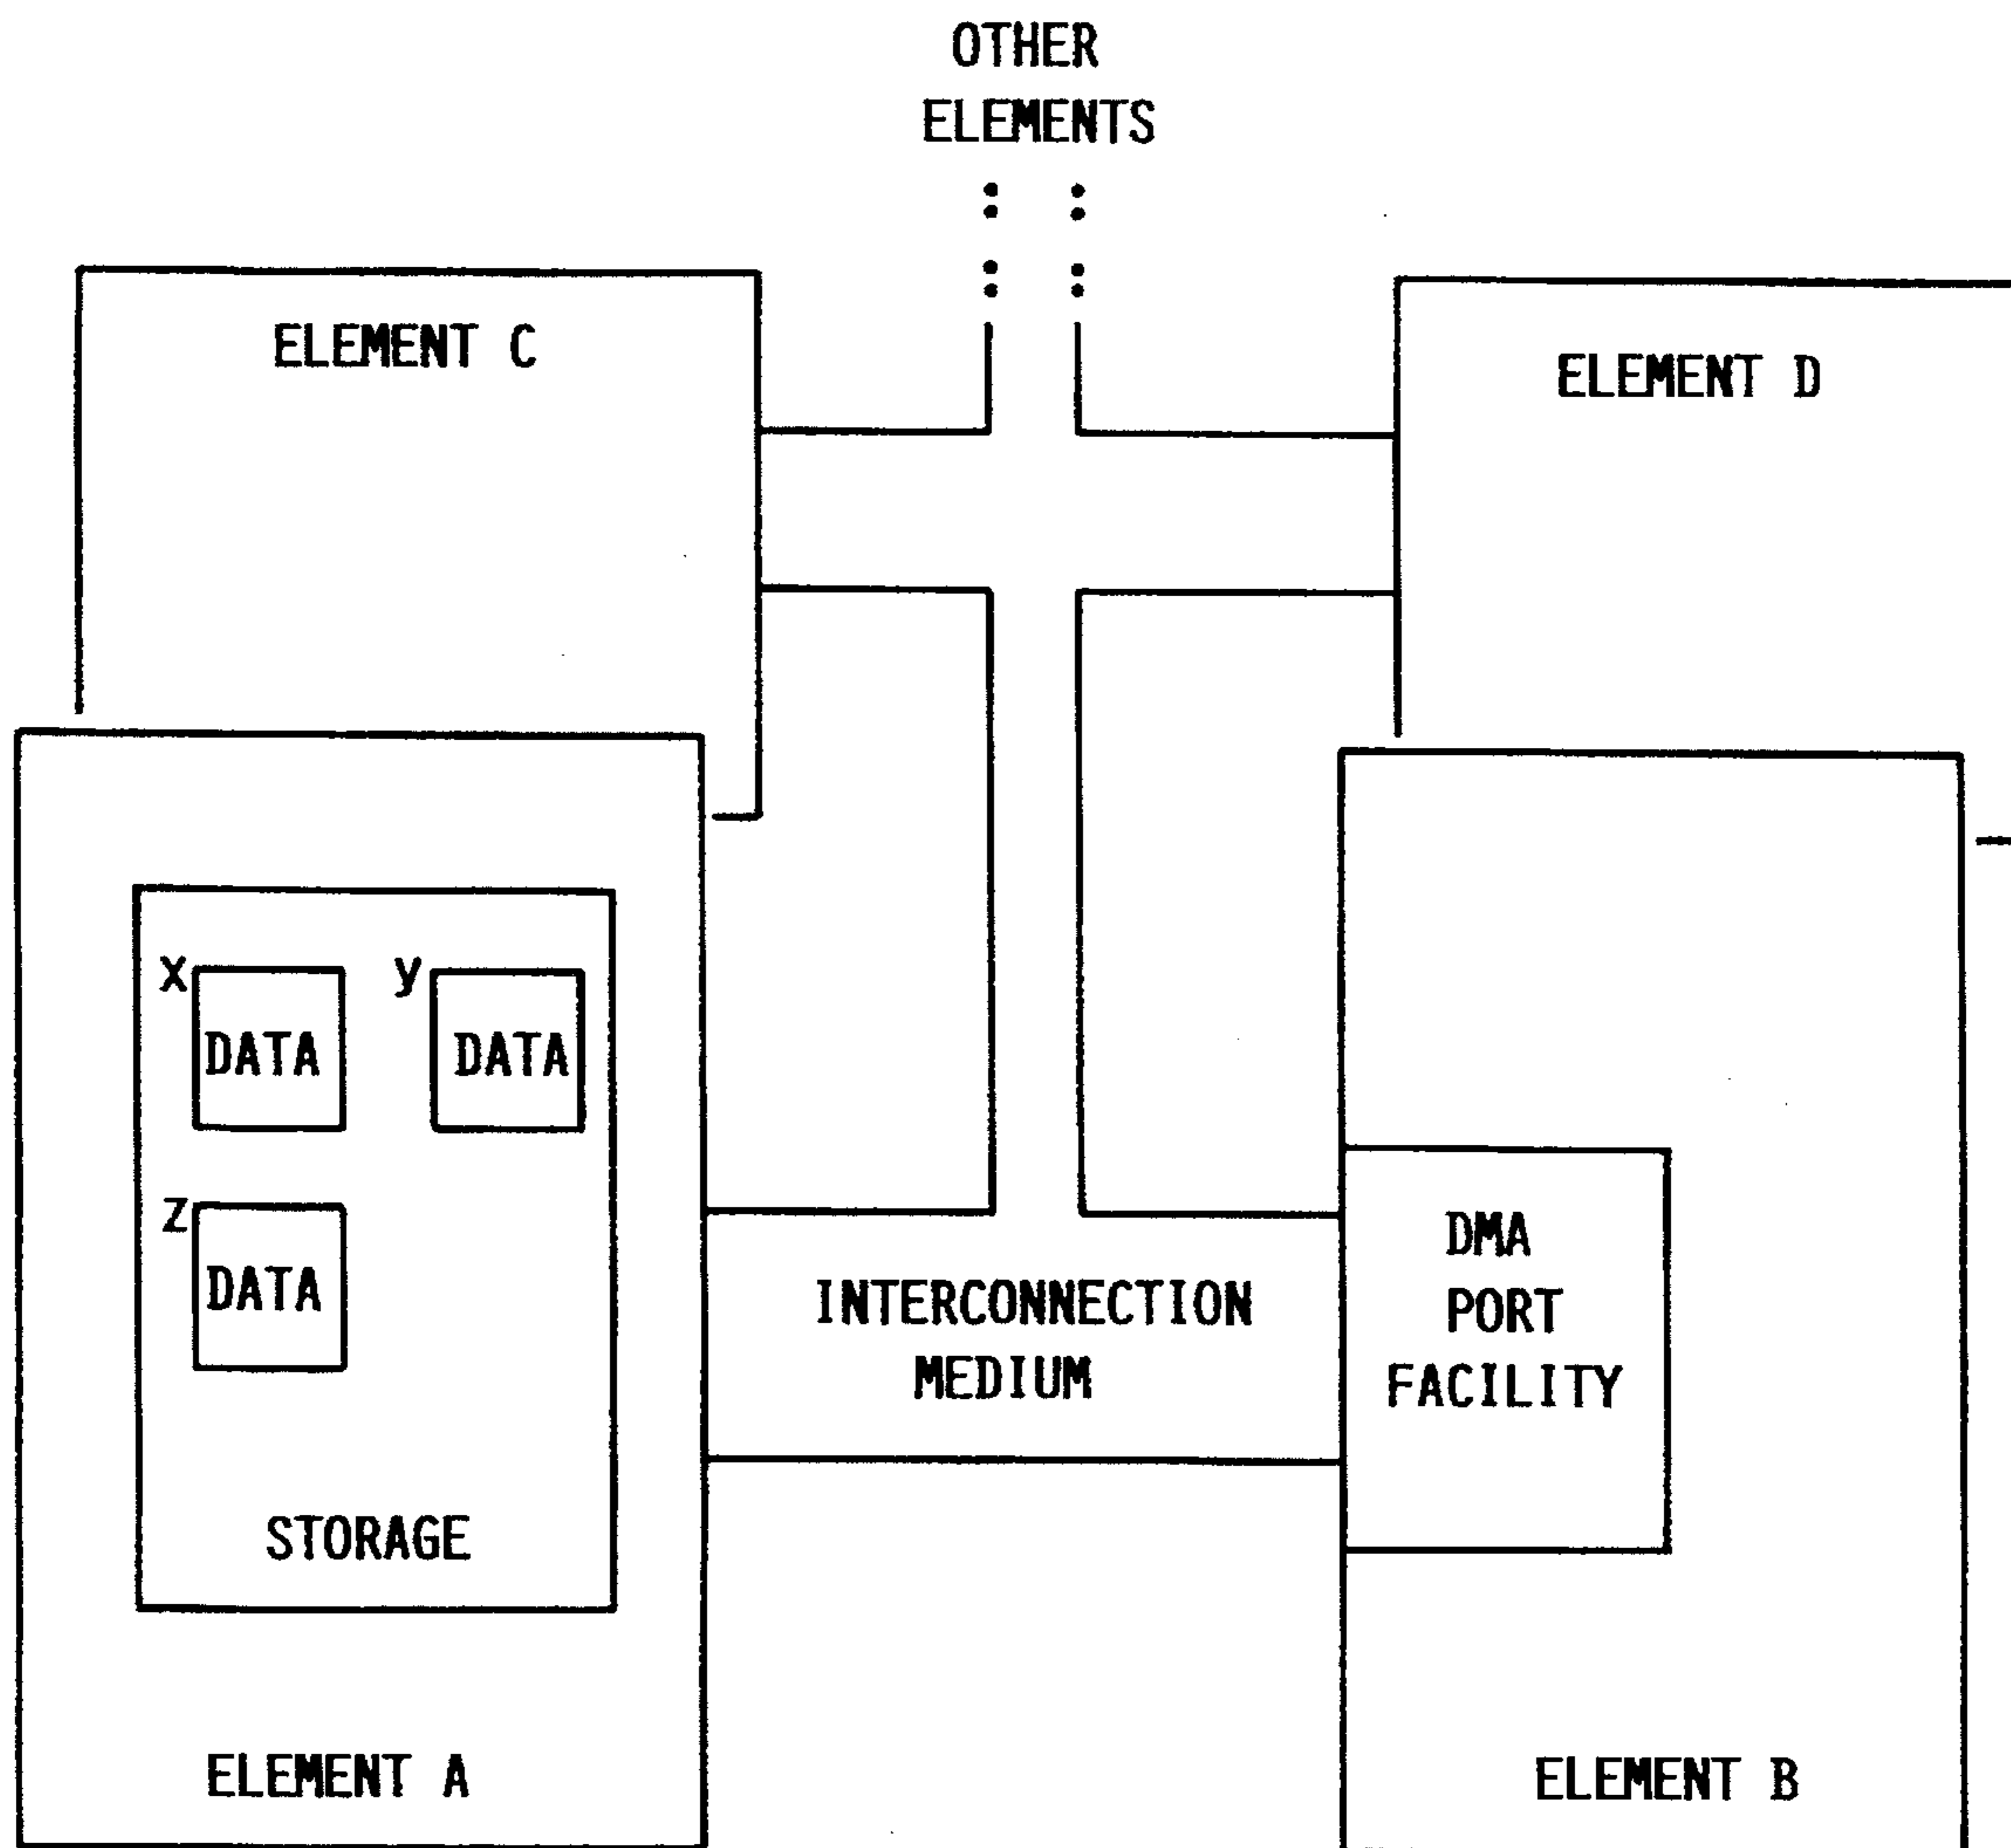 OTHER
ELEMENTS
ELEMENT C
ELEMENT D
X
DATA
y
DATA
Z
DATA
STORAGE
ELEMENT A
INTERCONNECTION
MEDIUM
DMA
PORT
FACILITY
ELEMENT B